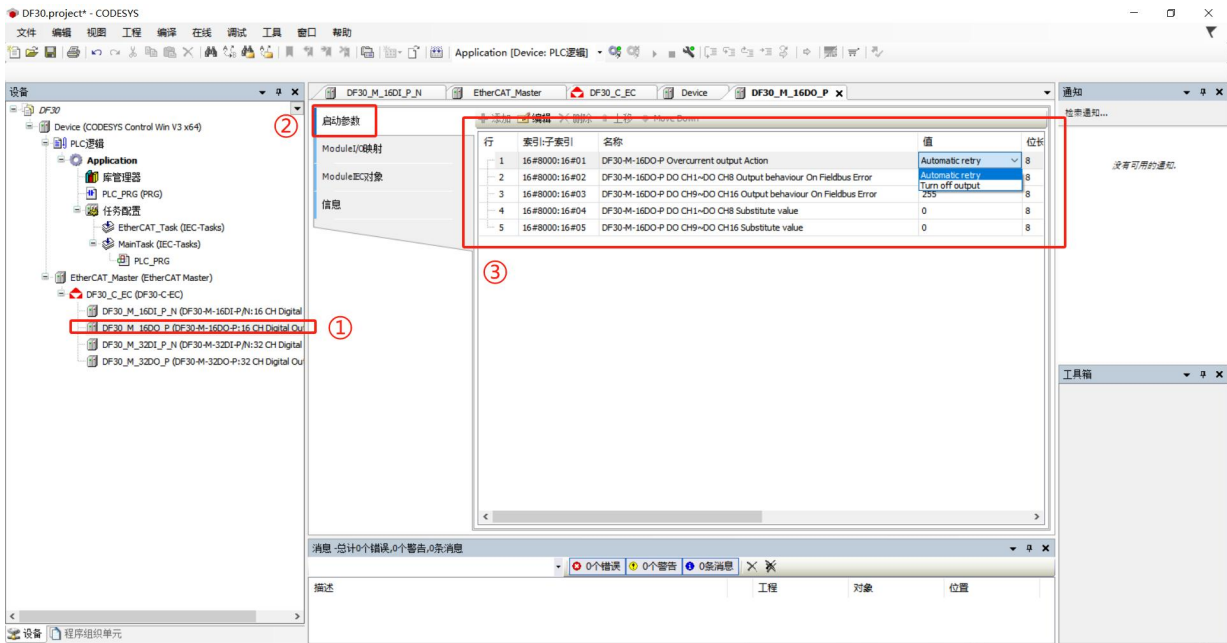 DF30.project* - CODESYS
文件 编辑 视图 工程 编译 在线 调试 工具 窗口 帮助
Application [Device: PLC逻辑]
设备
DF30
Device (CODESYS Control Win V3 x64)
PLC逻辑
Application
库管理器
PLC_PRG (PRG)
任务配置
EtherCAT_Task (IEC-Tasks)
MainTask (IEC-Tasks)
PLC_PRG
EtherCAT_Master (EtherCAT Master)
DF30_C_EC (DF30-C-EC)
DF30_M_16DI_P_N (DF30-M-16DI-P/N:16 CH Digital
DF30_M_16DO_P (DF30-M-16DO-P:16 CH Digital Ou
DF30_M_32DI_P_N (DF30-M-32DI-P/N:32 CH Digital
DF30_M_32DO_P (DF30-M-32DO-P:32 CH Digital Ou
①
②
设备 程序组织单元
DF30_M_16DI_P_N EtherCAT_Master DF30_C_EC Device DF30_M_16DO_P
启动参数
ModuleI/O映射
ModuleIEC对象
信息
添加 编辑 删除 上移 Move Down
行 索引:子索引 名称 值 位长
1 16#8000:16#01 DF30-M-16DO-P Overcurrent output Action Automatic retry 8
Automatic retry
Turn off output
2 16#8000:16#02 DF30-M-16DO-P DO CH1~DO CH8 Output behaviour On Fieldbus Error 8
3 16#8000:16#03 DF30-M-16DO-P DO CH9~DO CH16 Output behaviour On Fieldbus Error 255 8
4 16#8000:16#04 DF30-M-16DO-P DO CH1~DO CH8 Substitute value 0 8
5 16#8000:16#05 DF30-M-16DO-P DO CH9~DO CH16 Substitute value 0 8
③
消息 -总计0个错误,0个警告,0条消息
0个错误 0个警告 0条消息
描述 工程 对象 位置
通知
检索通知...
没有可用的通知.
工具箱